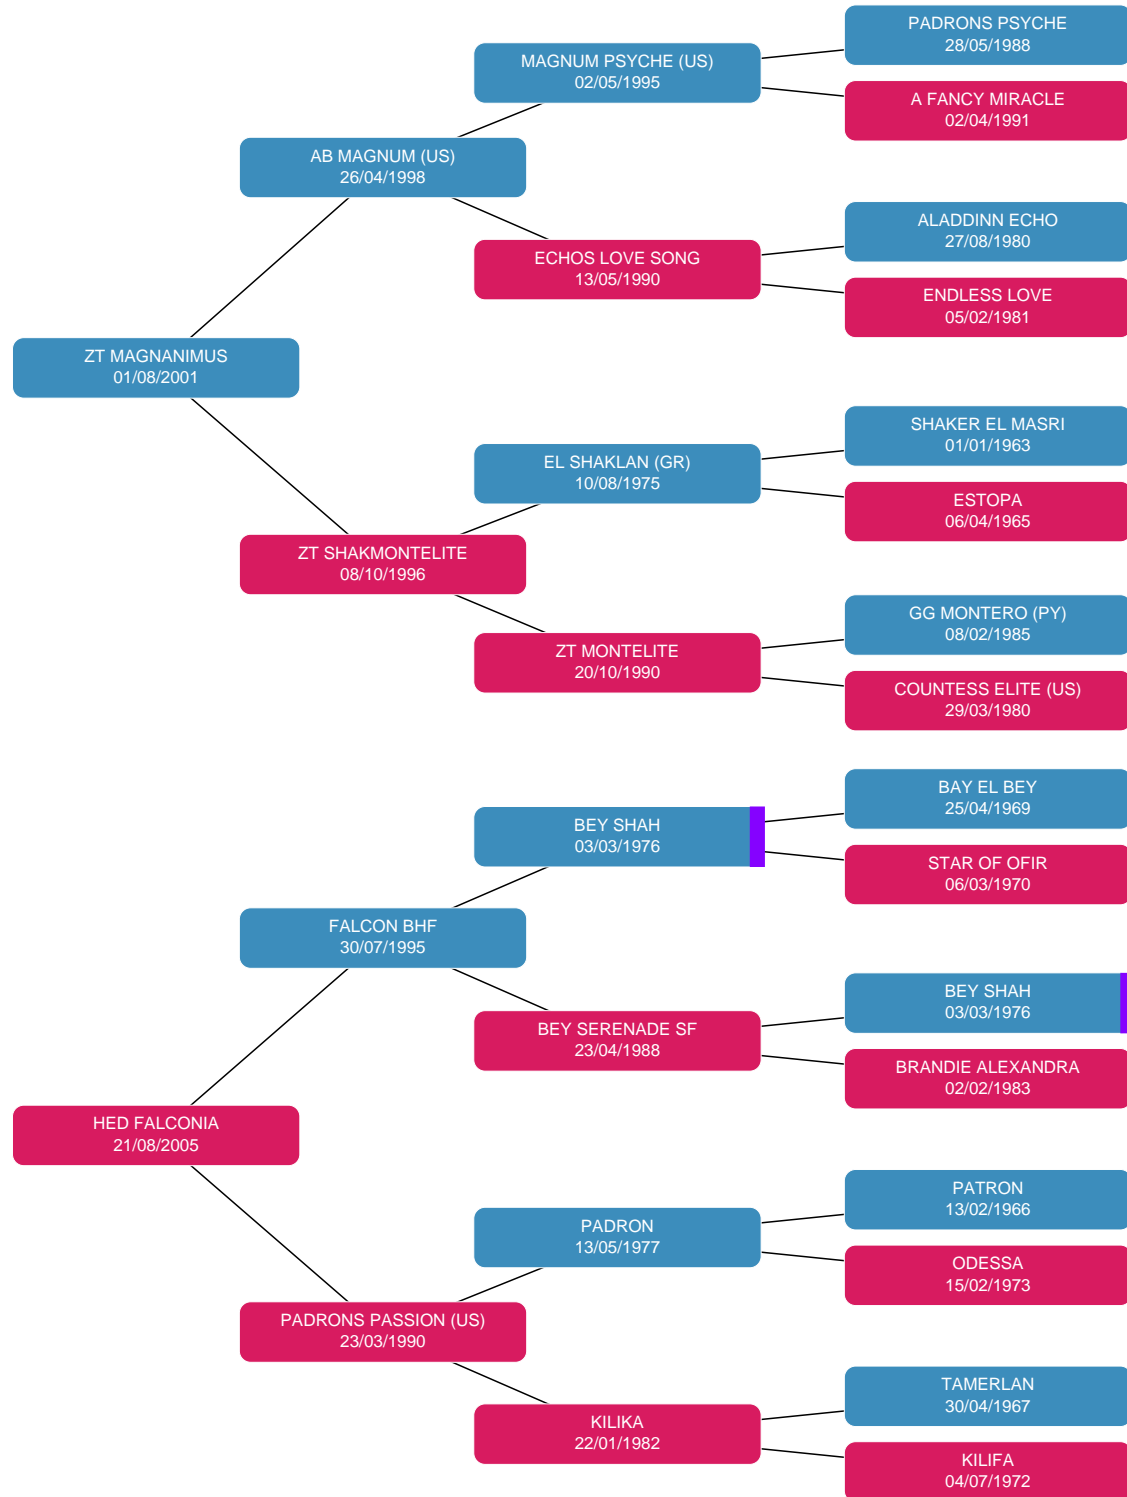 PADRONS PSYCHE
28/05/1988
MAGNUM PSYCHE (US)
02/05/1995
A FANCY MIRACLE
02/04/1991
AB MAGNUM (US)
26/04/1998
ALADDINN ECHO
27/08/1980
ECHOS LOVE SONG
13/05/1990
ENDLESS LOVE
05/02/1981
ZT MAGNANIMUS
01/08/2001
SHAKER EL MASRI
01/01/1963
EL SHAKLAN (GR)
10/08/1975
ESTOPA
06/04/1965
ZT SHAKMONTELITE
08/10/1996
GG MONTERO (PY)
08/02/1985
ZT MONTELITE
20/10/1990
COUNTESS ELITE (US)
29/03/1980
BAY EL BEY
25/04/1969
BEY SHAH
03/03/1976
STAR OF OFIR
06/03/1970
FALCON BHF
30/07/1995
BEY SHAH
03/03/1976
BEY SERENADE SF
23/04/1988
BRANDIE ALEXANDRA
02/02/1983
HED FALCONIA
21/08/2005
PATRON
13/02/1966
PADRON
13/05/1977
ODESSA
15/02/1973
PADRONS PASSION (US)
23/03/1990
TAMERLAN
30/04/1967
KILIKA
22/01/1982
KILIFA
04/07/1972